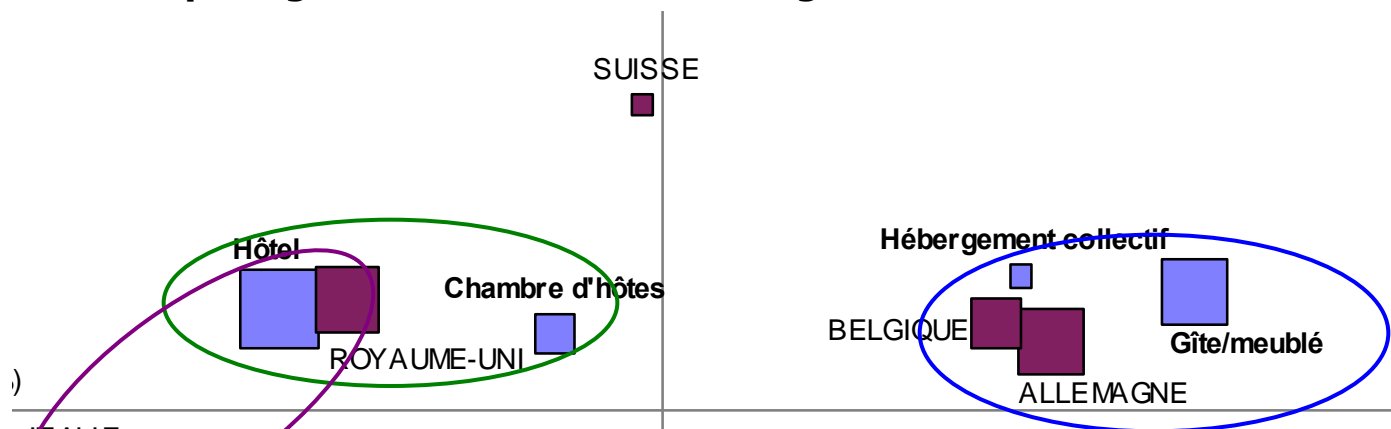 SUISSE
Hôtel
Hébergement collectif
Chambre d'hôtes
BELGIQUE
ROYAUME-UNI
Gîte/meublé
ALLEMAGNE
)